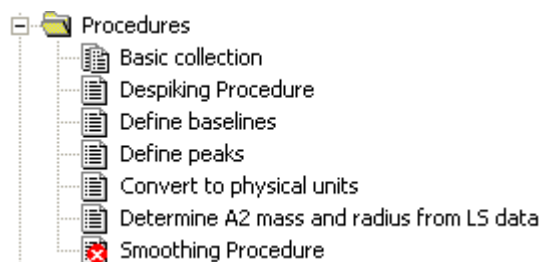 Procedures
Basic collection
Despiking Procedure
Define baselines
Define peaks
Convert to physical units
Determine A2 mass and radius from LS data
Smoothing Procedure